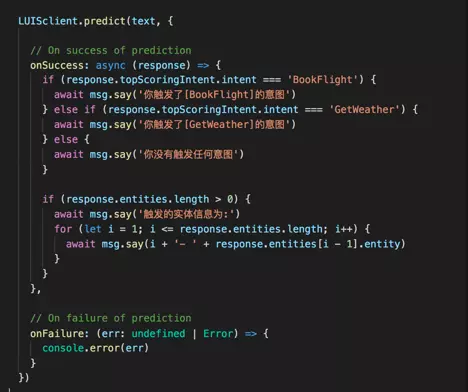 LUISclient.predict(text, {
// On success of prediction
onSuccess: async (response) => {
if (response.topScoringIntent.intent === 'BookFlight') {
await msg.say('你触发了[BookFlight]的意图')
} else if (response.topScoringIntent.intent === 'GetWeather') {
await msg.say('你触发了[GetWeather]的意图')
} else {
await msg.say('你没有触发任何意图')
}
if (response.entities.length > 0) {
await msg.say('触发的实体信息为:')
for (let i = 1; i <= response.entities.length; i++) {
await msg.say(i + '- ' + response.entities[i - 1].entity)
}
}
},
// On failure of prediction
onFailure: (err: undefined | Error) => {
console.error(err)
}
})